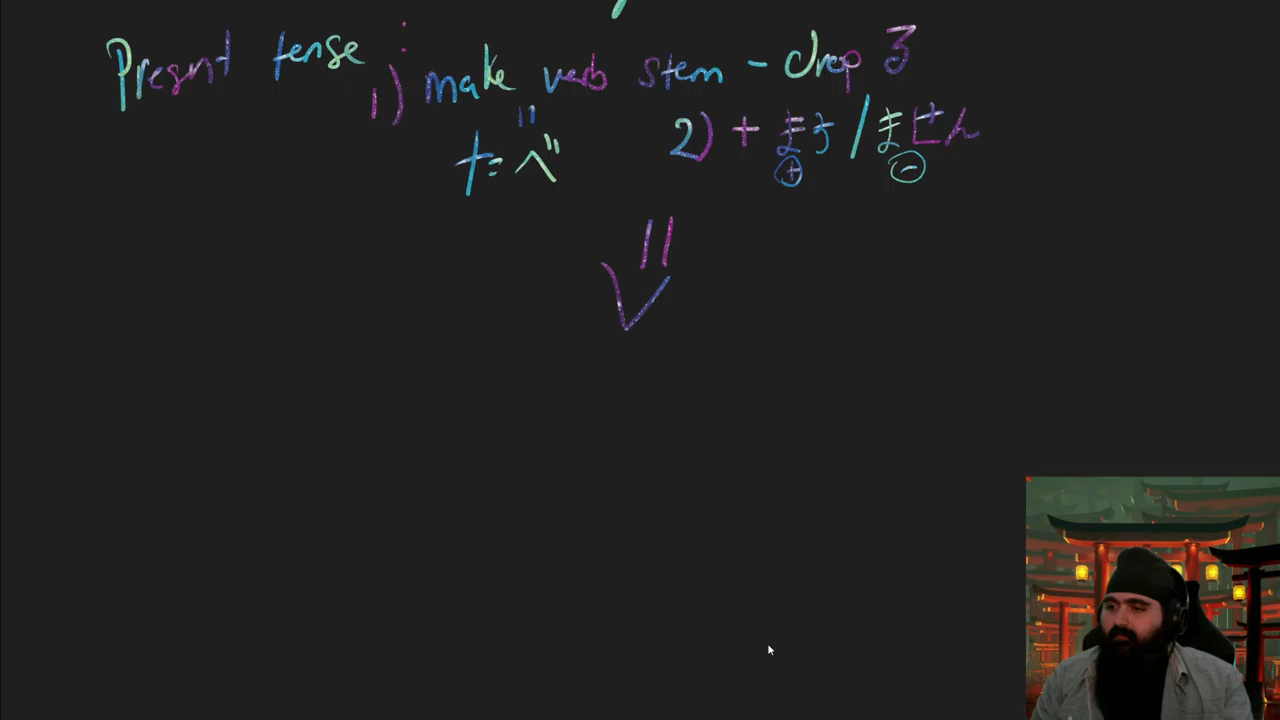 Present tense :
1) make verb stem - drop る
たべ 2) + ます / ません
+ -